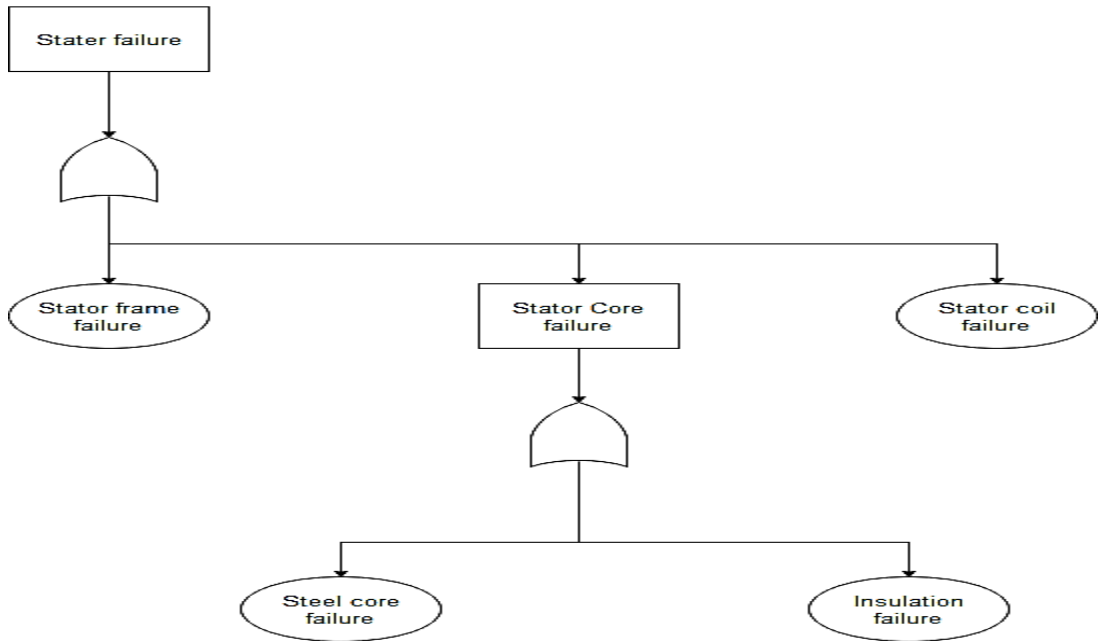 Stater failure
Stator frame
failure
Stator Core
failure
Stator coil
failure
Steel core
failure
Insulation
failure